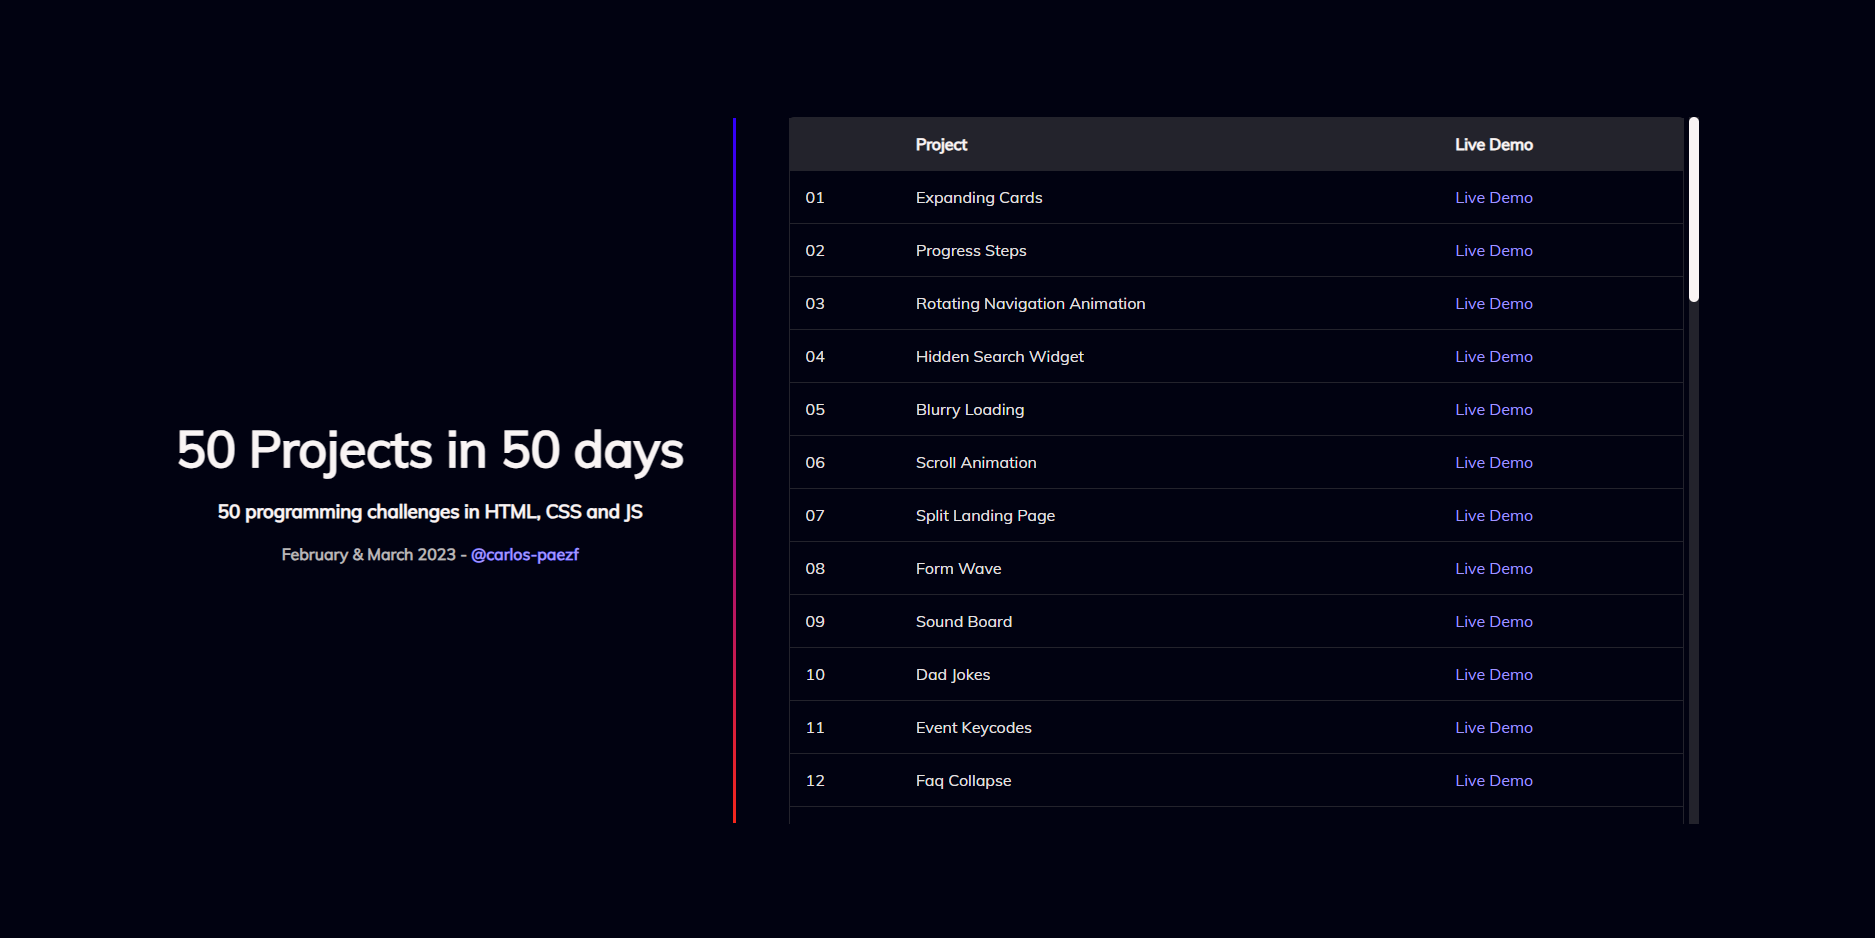 50 Projects in 50 days
50 programming challenges in HTML, CSS and JS
February & March 2023 - @carlos-paezf
Project Live Demo
01 Expanding Cards Live Demo
02 Progress Steps Live Demo
03 Rotating Navigation Animation Live Demo
04 Hidden Search Widget Live Demo
05 Blurry Loading Live Demo
06 Scroll Animation Live Demo
07 Split Landing Page Live Demo
08 Form Wave Live Demo
09 Sound Board Live Demo
10 Dad Jokes Live Demo
11 Event Keycodes Live Demo
12 Faq Collapse Live Demo